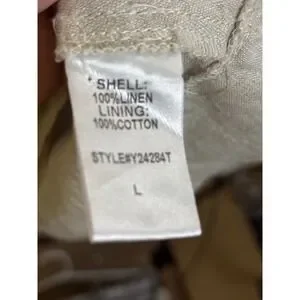 SHELL:
100%LINEN
LINING:
100%COTTON
STYLE#Y24284T
L